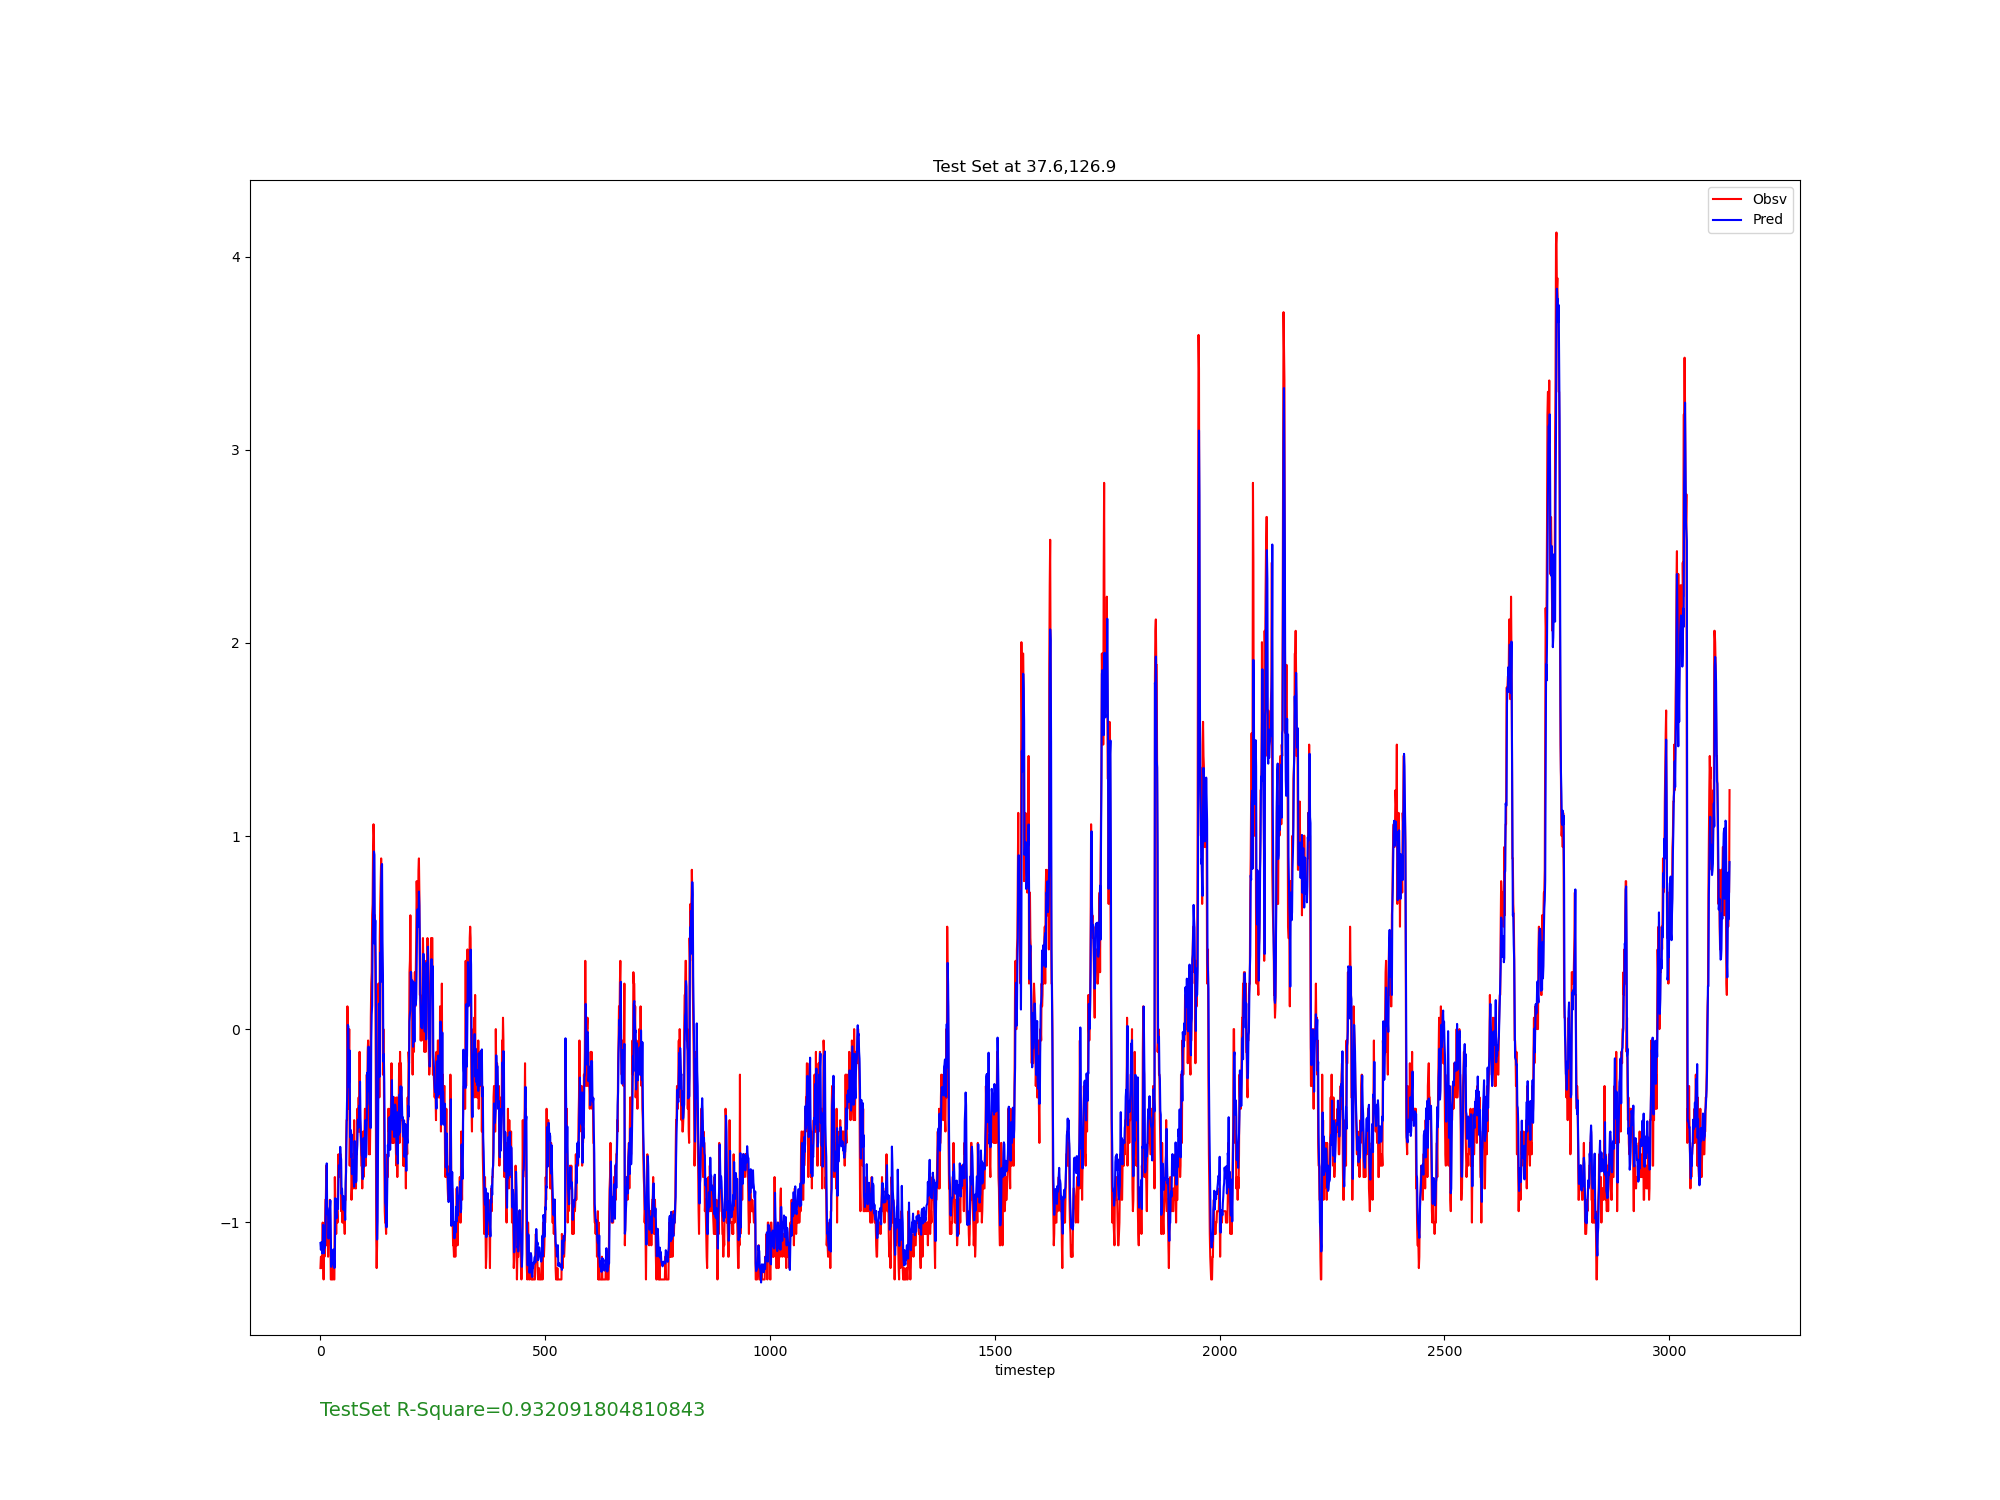 Test Set at 37.6,126.9
Obsv
Pred
4
3
2
1
0
−1
0 500 1000 1500 2000 2500 3000
timestep
TestSet R-Square=0.932091804810843